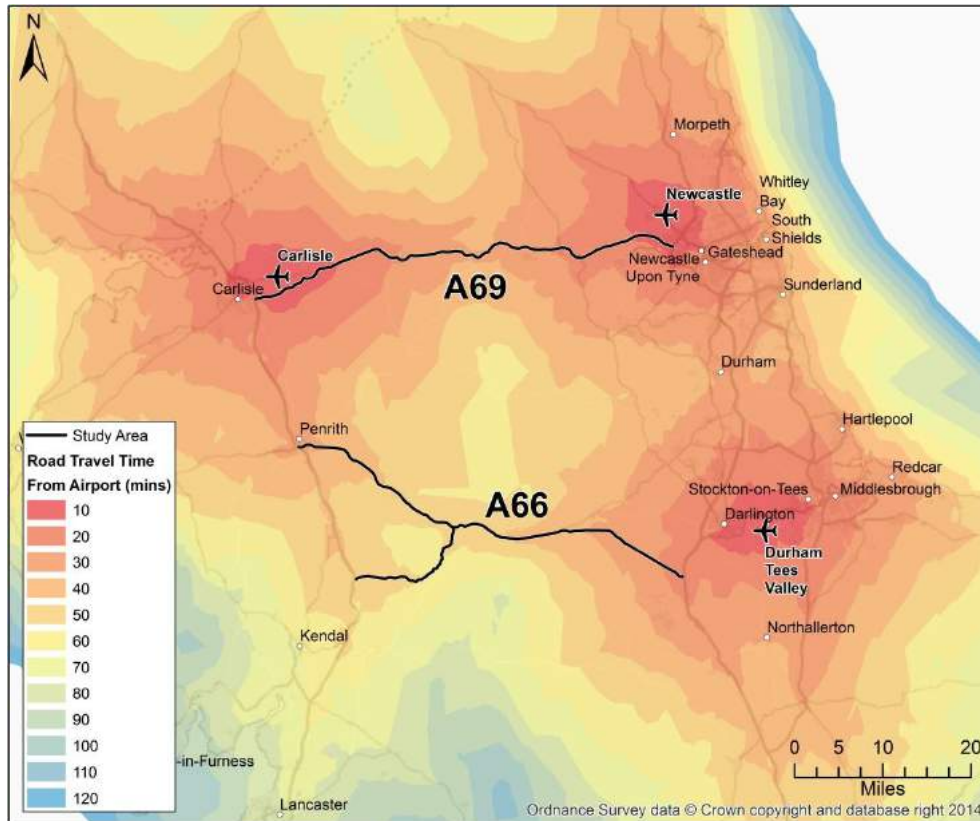 N
Morpeth
Newcastle
Whitley
Bay
South
Shields
Carlisle
Carlisle
Gateshead
Newcastle
Upon Tyne
A69
Sunderland
Durham
Penrith
Hartlepool
Redcar
Stockton-on-Tees
Middlesbrough
A66
Darlington
Durham
Tees
Valley
Northallerton
Kendal
-in-Furness
Lancaster
Study Area
Road Travel Time
From Airport (mins)
10
20
30
40
50
60
70
80
90
100
110
120
0 5 10 20
Miles
Ordnance Survey data © Crown copyright and database right 2014